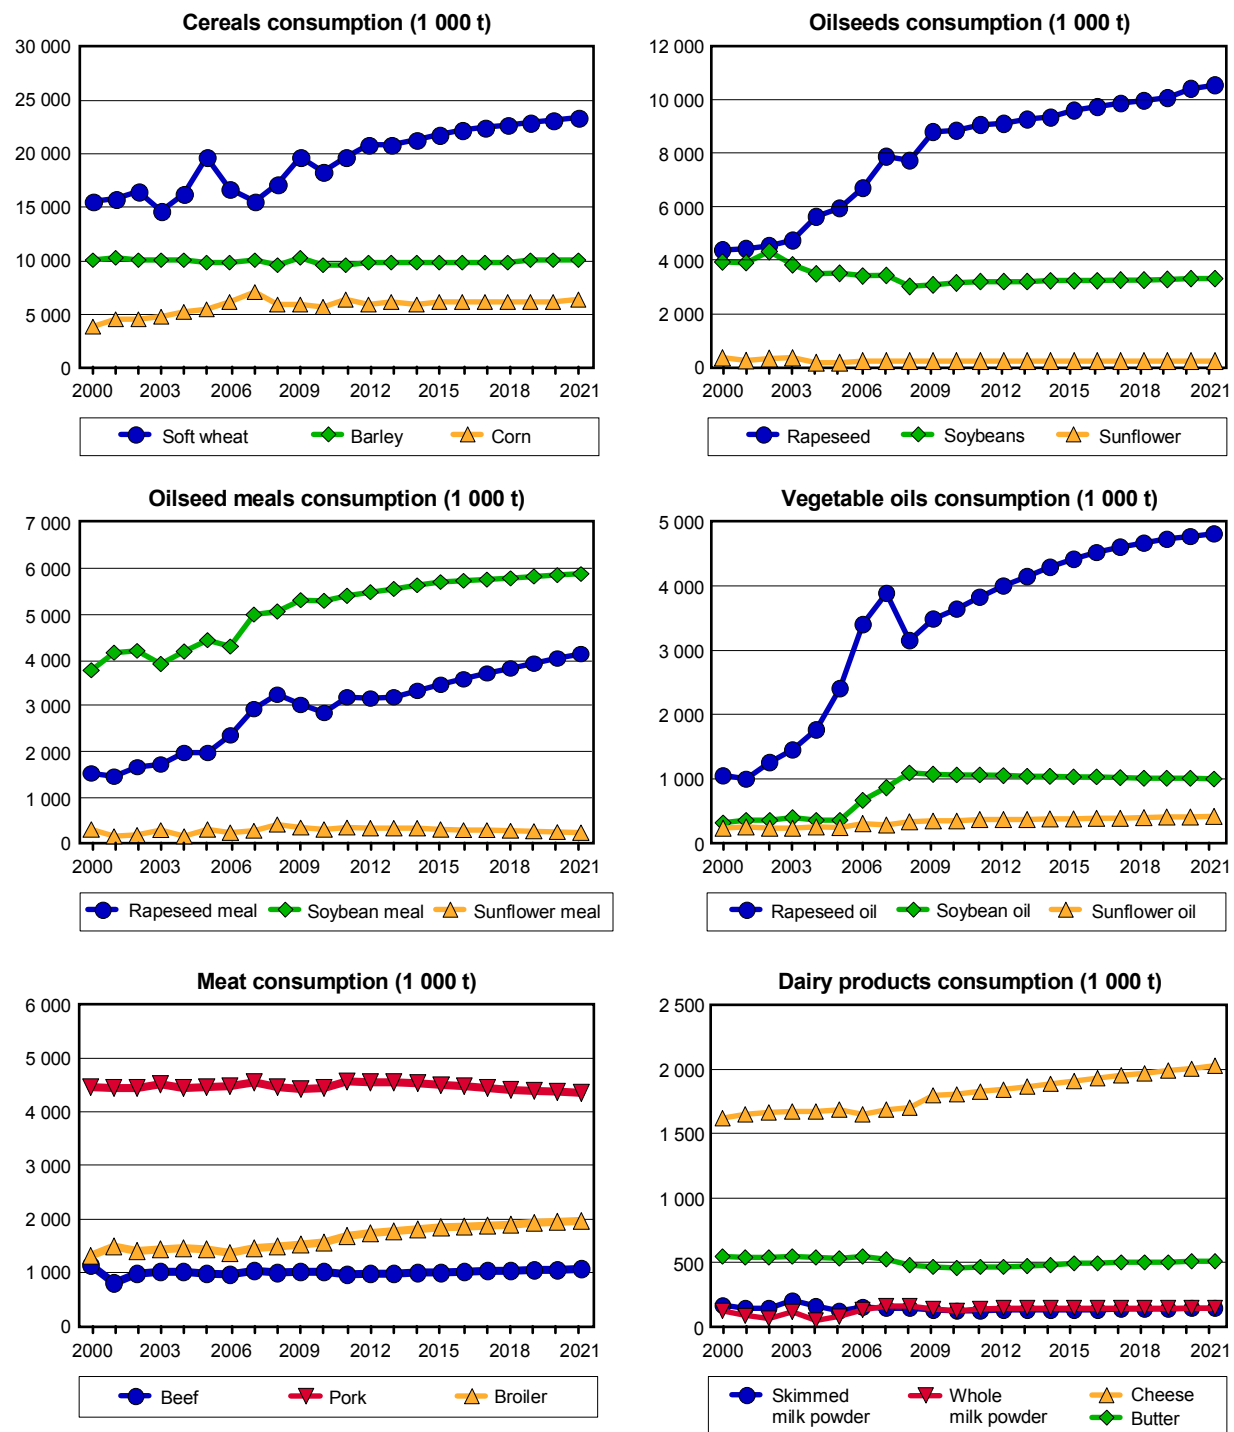 Cereals consumption (1 000 t)
30 000
25 000
20 000
15 000
10 000
5 000
0
2000 2003 2006 2009 2012 2015 2018 2021
Soft wheat Barley Corn
Oilseeds consumption (1 000 t)
12 000
10 000
8 000
6 000
4 000
2 000
0
2000 2003 2006 2009 2012 2015 2018 2021
Rapeseed Soybeans Sunflower
Oilseed meals consumption (1 000 t)
7 000
6 000
5 000
4 000
3 000
2 000
1 000
0
2000 2003 2006 2009 2012 2015 2018 2021
Rapeseed meal Soybean meal Sunflower meal
Vegetable oils consumption (1 000 t)
5 000
4 000
3 000
2 000
1 000
0
2000 2003 2006 2009 2012 2015 2018 2021
Rapeseed oil Soybean oil Sunflower oil
Meat consumption (1 000 t)
6 000
5 000
4 000
3 000
2 000
1 000
0
2000 2003 2006 2009 2012 2015 2018 2021
Beef Pork Broiler
Dairy products consumption (1 000 t)
2 500
2 000
1 500
1 000
500
0
2000 2003 2006 2009 2012 2015 2018 2021
Skimmed Whole Cheese
milk powder milk powder Butter